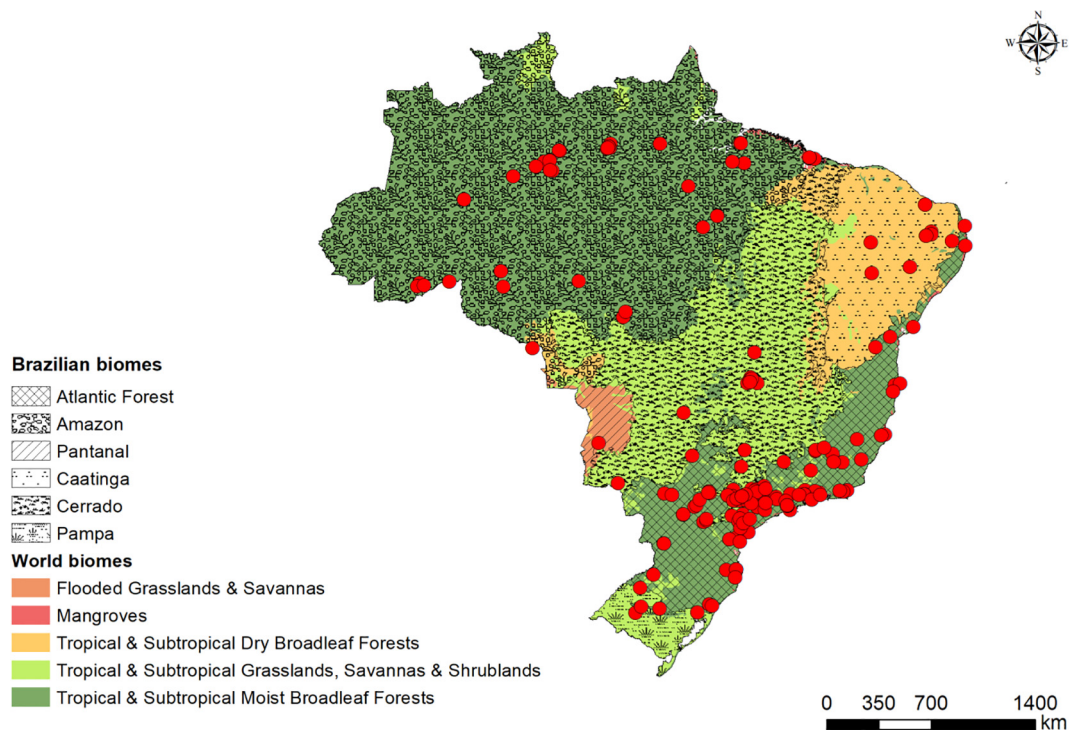 N
W E
S
Brazilian biomes
Atlantic Forest
Amazon
Pantanal
Caatinga
Cerrado
Pampa
World biomes
Flooded Grasslands & Savannas
Mangroves
Tropical & Subtropical Dry Broadleaf Forests
Tropical & Subtropical Grasslands, Savannas & Shrublands
Tropical & Subtropical Moist Broadleaf Forests
0 350 700 1400
km